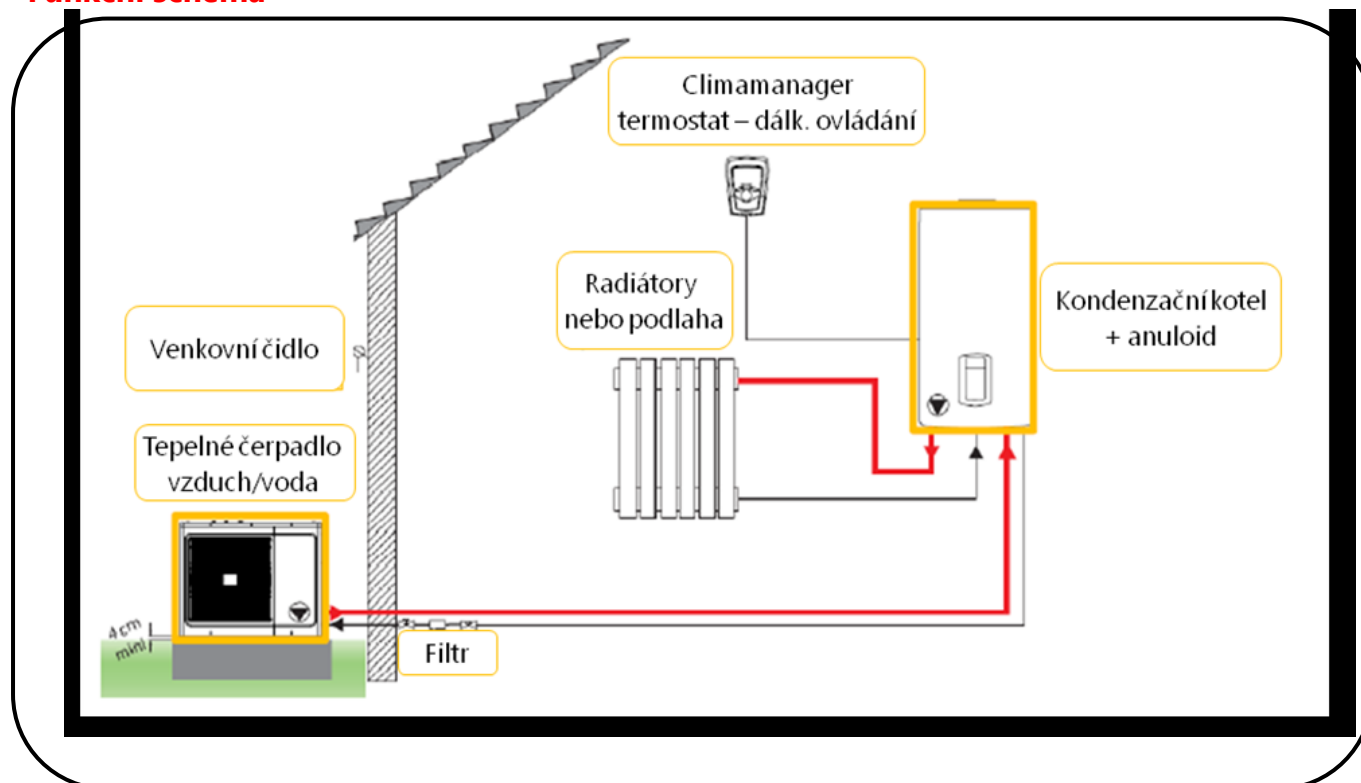 Climamanager
termostat – dálk. ovládání
Radiátory
nebo podlaha
Kondenzační kotel
+ anuloid
Venkovní čidlo
Tepelné čerpadlo
vzduch/voda
4 cm
mini
Filtr